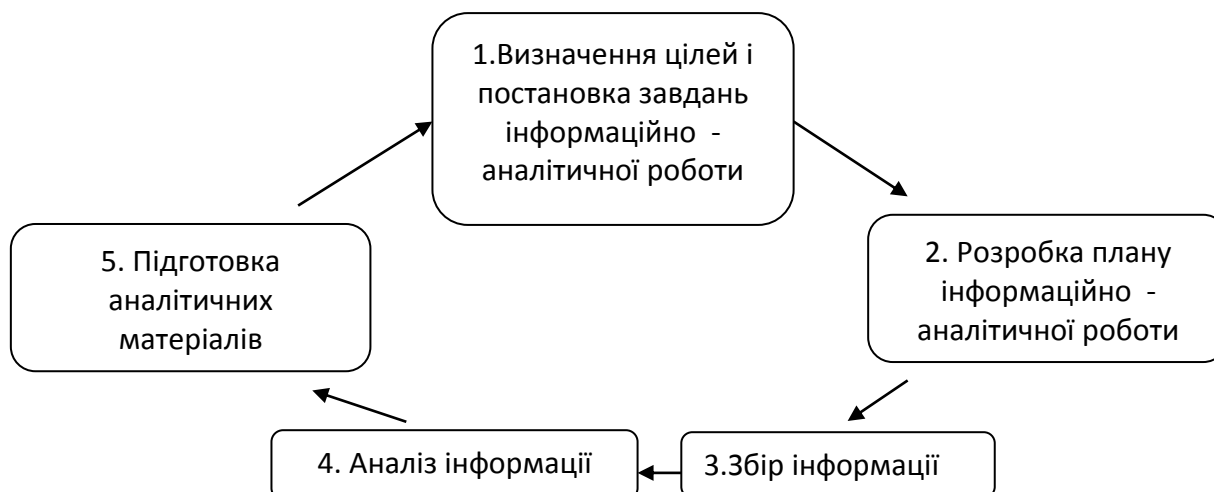 1.Визначення цілей і
постановка завдань
інформаційно -
аналітичної роботи
2. Розробка плану
інформаційно -
аналітичної роботи
3.Збір інформації
4. Аналіз інформації
5. Підготовка
аналітичних
матеріалів